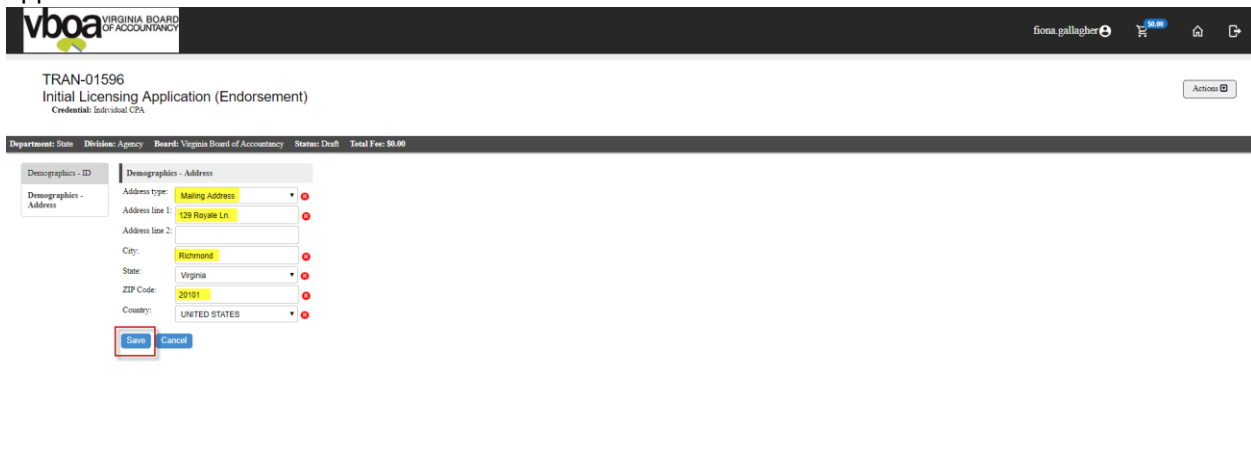 vboa VIRGINIA BOARD
OF ACCOUNTANCY
fiona.gallagher $0.00
TRAN-01596
Initial Licensing Application (Endorsement)
Credential: Individual CPA
Actions
Department: State Division: Agency Board: Virginia Board of Accountancy Status: Draft Total Fee: $0.00
Demographics - ID
Demographics - Address
Demographics - Address
Address type: Mailing Address
Address line 1: 129 Royale Ln.
Address line 2:
City: Richmond
State: Virginia
ZIP Code: 20101
Country: UNITED STATES
Save Cancel